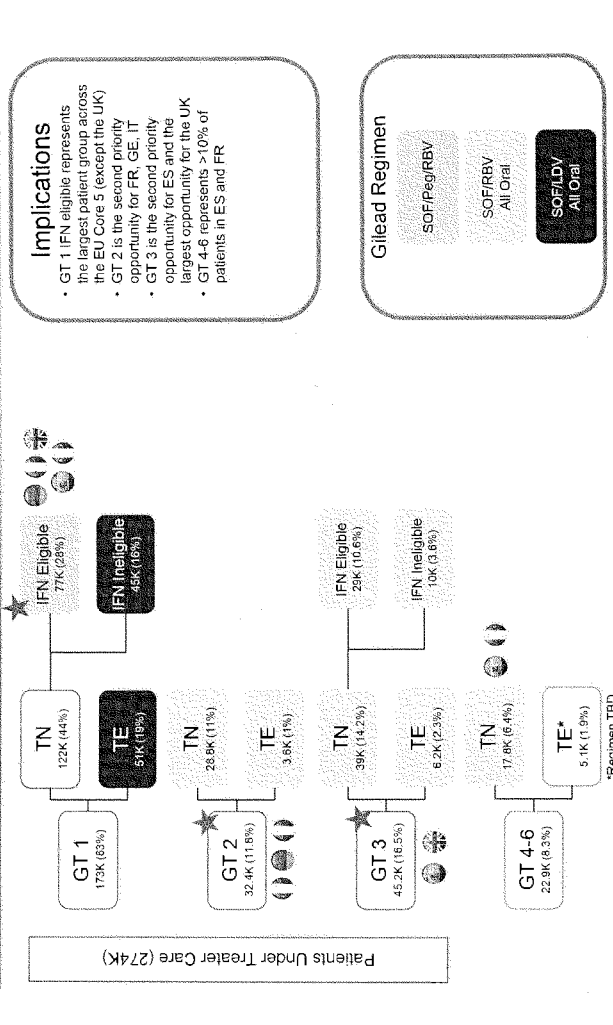 Patients Under Treater Care (274K)
GT 1
173K (63%)
TN
122K (44%)
TE
51K (19%)
IFN Eligible
77K (28%)
IFN Ineligible
45K (16%)
GT 2
32.4K (11.8%)
TN
28.8K (11%)
TE
3.6K (1%)
GT 3
45.2K (16.5%)
TN
39K (14.2%)
TE
6.2K (2.3%)
IFN Eligible
29K (10.6%)
IFN Ineligible
10K (3.6%)
GT 4-6
22.9K (8.3%)
TN
17.8K (6.4%)
TE*
5.1K (1.9%)
*Regimen TBD
Implications
• GT 1 IFN eligible represents
the largest patient group across
the EU Core 5 (except the UK)
• GT 2 is the second priority
opportunity for FR, GE, IT
• GT 3 is the second priority
opportunity for ES and the
largest opportunity for the UK
• GT 4-6 represents >10% of
patients in ES and FR
Gilead Regimen
SOF/Peg/RBV
SOF/RBV
All Oral
SOF/LDV
All Oral